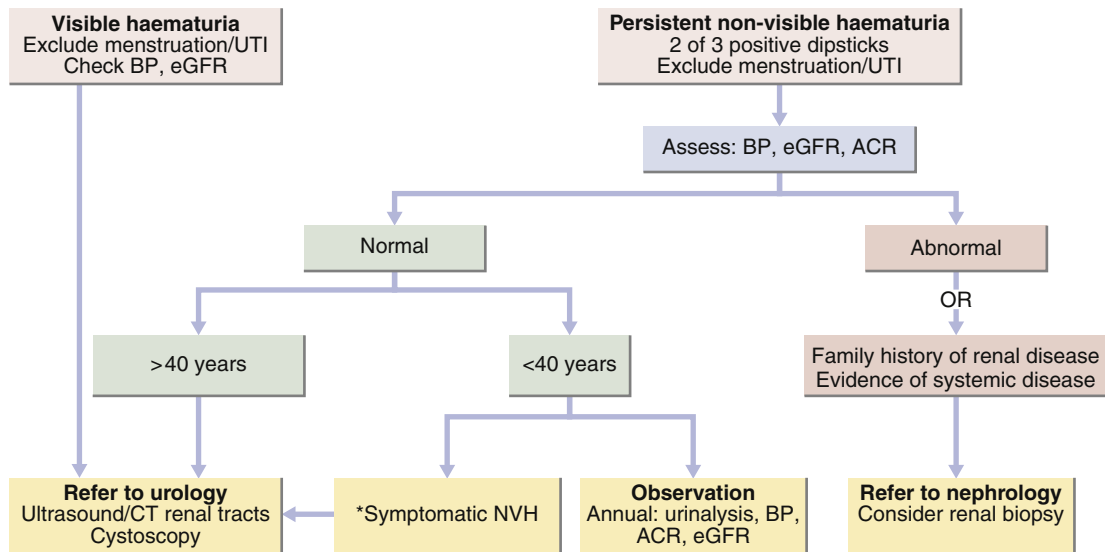 Visible haematuria
Exclude menstruation/UTI
Check BP, eGFR
Persistent non-visible haematuria
2 of 3 positive dipsticks
Exclude menstruation/UTI
Assess: BP, eGFR, ACR
Normal
Abnormal
OR
>40 years
<40 years
Family history of renal disease
Evidence of systemic disease
Refer to urology
Ultrasound/CT renal tracts
Cystoscopy
*Symptomatic NVH
Observation
Annual: urinalysis, BP,
ACR, eGFR
Refer to nephrology
Consider renal biopsy